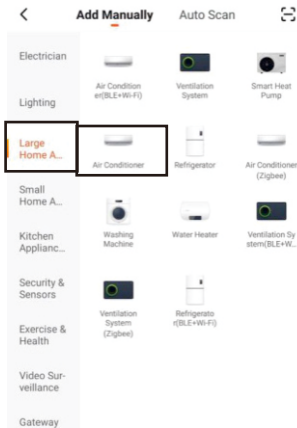 Add Manually Auto Scan
Electrician
Lighting
Large
Home A...
Small
Home A...
Kitchen
Applianc...
Security &
Sensors
Exercise &
Health
Video Sur-
veillance
Gateway
Air Condition
er(BLE+Wi-Fi)
Ventilation
System
Smart Heat
Pump
Air Conditioner
Refrigerator
Air Conditioner
(Zigbee)
Washing
Machine
Water Heater
Ventilation Sy
stem(BLE+W...
Ventilation
System
(Zigbee)
Refrigerato
r(BLE+Wi-Fi)